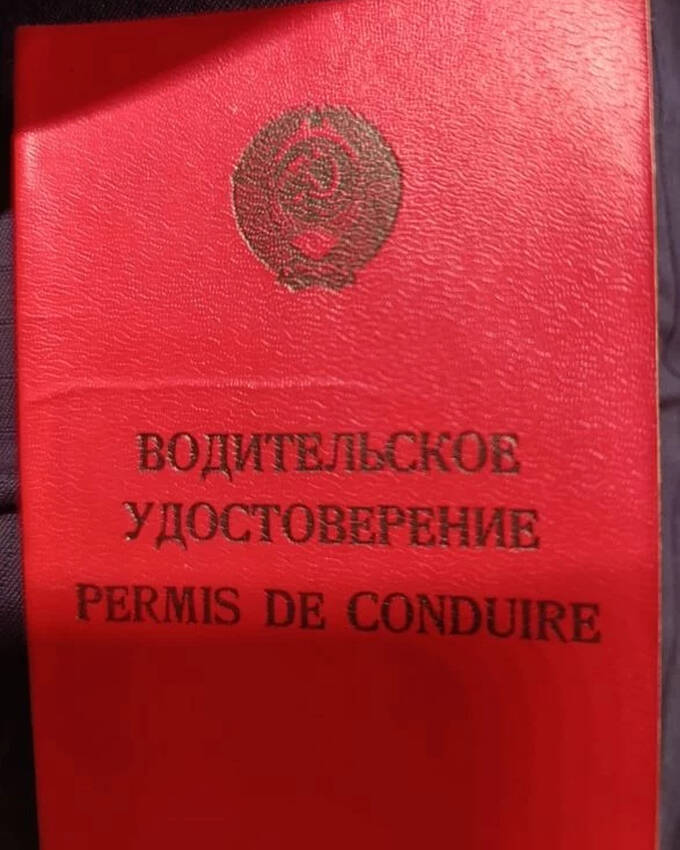 ВОДИТЕЛЬСКОЕ
УДОСТОВЕРЕНИЕ
PERMIS DE CONDUIRE